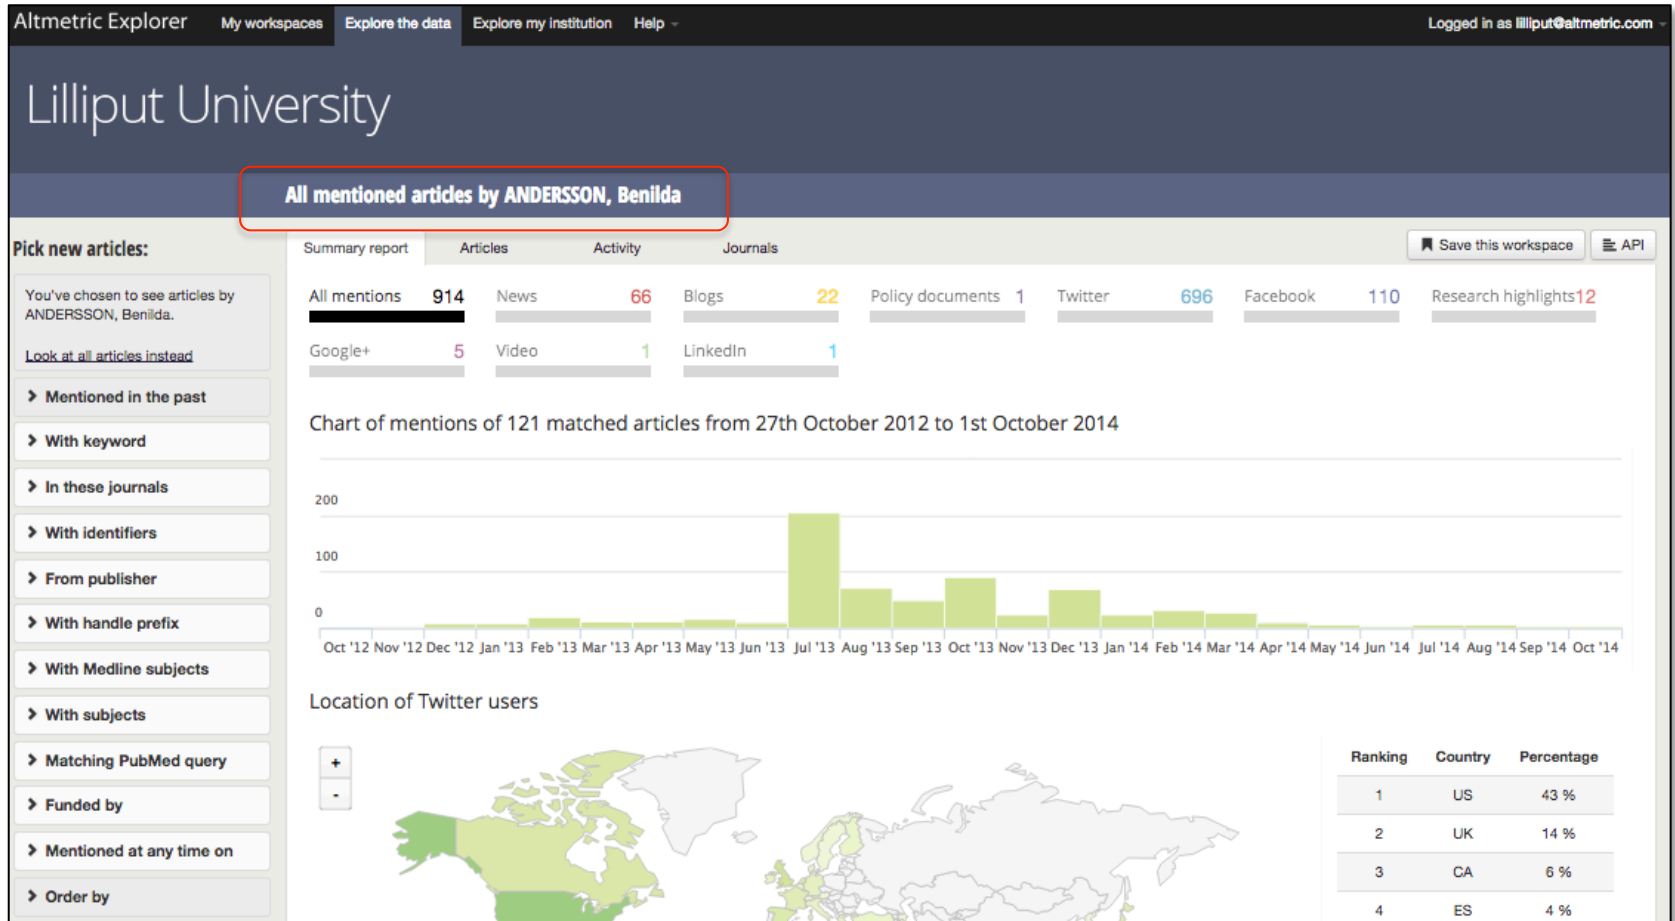 Altmetric Explorer My workspaces Explore the data Explore my institution Help Logged in as lilliput@altmetric.com
Lilliput University
All mentioned articles by ANDERSSON, Benilda
Pick new articles:
Summary report Articles Activity Journals Save this workspace API
You've chosen to see articles by
ANDERSSON, Benilda.
Look at all articles instead
Mentioned in the past
With keyword
In these journals
With identifiers
From publisher
With handle prefix
With Medline subjects
With subjects
Matching PubMed query
Funded by
Mentioned at any time on
Order by
All mentions 914 News 66 Blogs 22 Policy documents 1 Twitter 696 Facebook 110 Research highlights12
Google+ 5 Video 1 LinkedIn 1
Chart of mentions of 121 matched articles from 27th October 2012 to 1st October 2014
200
100
0
Oct '12 Nov '12 Dec '12 Jan '13 Feb '13 Mar '13 Apr '13 May '13 Jun '13 Jul '13 Aug '13 Sep '13 Oct '13 Nov '13 Dec '13 Jan '14 Feb '14 Mar '14 Apr '14 May '14 Jun '14 Jul '14 Aug '14 Sep '14 Oct '14
Location of Twitter users
+
-
Ranking Country Percentage
1 US 43 %
2 UK 14 %
3 CA 6 %
4 ES 4 %